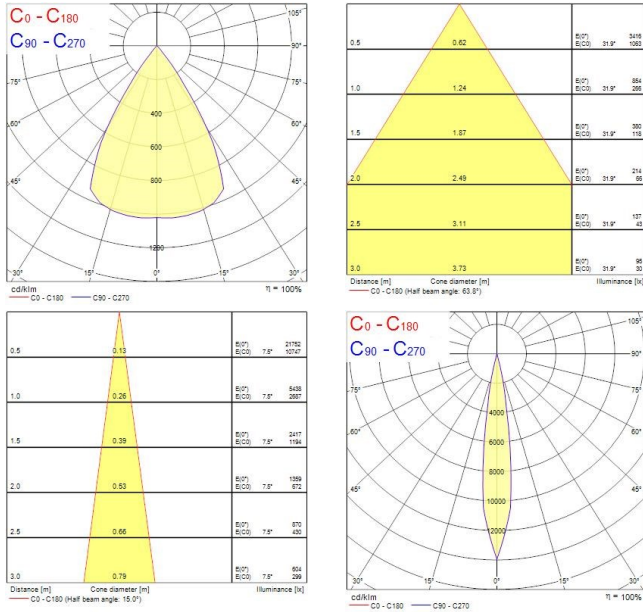 C0 - C180
C90 - C270
105°
105°
90°
90°
75°
75°
60°
60°
45°
45°
400
600
800
1200
30°
15°
0°
15°
30°
cd/klm
η = 100%
C0 - C180
C90 - C270
0.5
0.62
E(0°) 3416
E(C0) 31.9° 1063
1.0
1.24
E(0°) 854
E(C0) 31.9° 266
1.5
1.87
E(0°) 380
E(C0) 31.9° 118
2.0
2.49
E(0°) 214
E(C0) 31.9° 66
2.5
3.11
E(0°) 137
E(C0) 31.9° 43
3.0
3.73
E(0°) 95
E(C0) 31.9° 30
Distance [m]
Cone diameter [m]
Illuminance [lx]
C0 - C180 (Half beam angle: 63.8°)
0.5
0.13
E(0°) 21752
E(C0) 7.5° 10747
1.0
0.26
E(0°) 5438
E(C0) 7.5° 2687
1.5
0.39
E(0°) 2417
E(C0) 7.5° 1194
2.0
0.53
E(0°) 1359
E(C0) 7.5° 672
2.5
0.66
E(0°) 870
E(C0) 7.5° 430
3.0
0.79
E(0°) 604
E(C0) 7.5° 299
Distance [m]
Cone diameter [m]
Illuminance [lx]
C0 - C180 (Half beam angle: 15.0°)
C0 - C180
C90 - C270
105°
105°
90°
90°
75°
75°
60°
60°
45°
45°
4000
6000
8000
10000
12000
30°
15°
0°
15°
30°
cd/klm
η = 100%
C0 - C180
C90 - C270